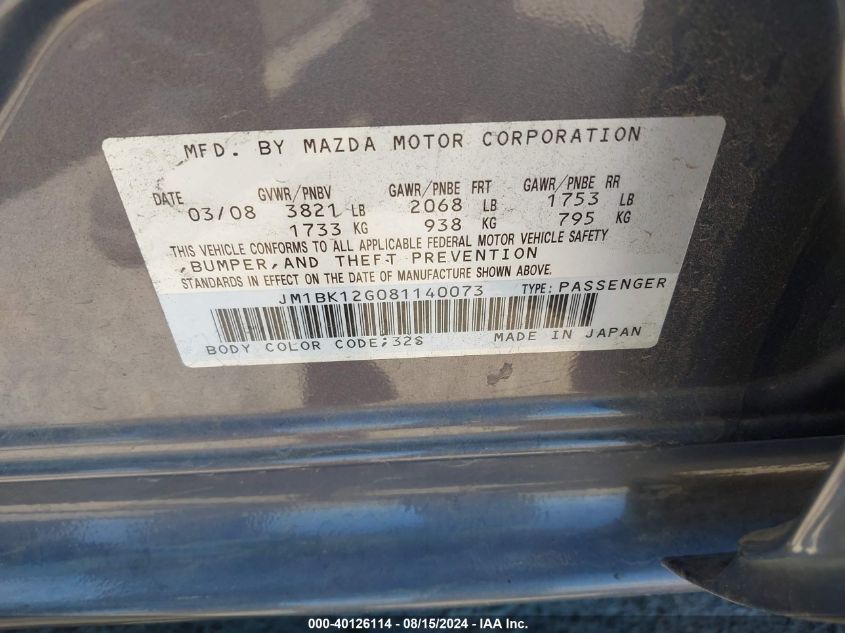 MFD. BY MAZDA MOTOR CORPORATION
DATE GVWR/PNBV GAWR/PNBE FRT GAWR/PNBE RR
03/08 3821 LB 2068 LB 1753 LB
1733 KG 938 KG 795 KG
THIS VEHICLE CONFORMS TO ALL APPLICABLE FEDERAL MOTOR VEHICLE SAFETY
,BUMPER,AND THEFT PREVENTION
STANDARDS IN EFFECT ON THE DATE OF MANUFACTURE SHOWN ABOVE.
JM1BK12G081140073 TYPE: PASSENGER
BODY COLOR CODE;32S MADE IN JAPAN
000-40126114 - 08/15/2024 - IAA Inc.